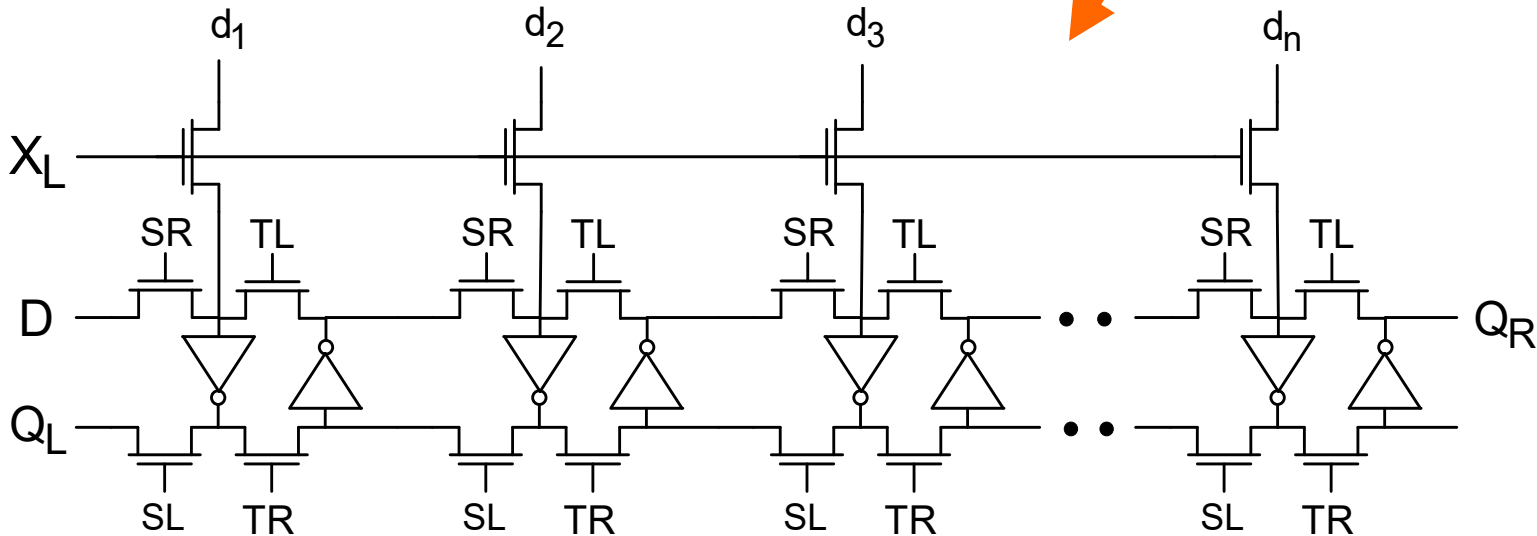 d1 d2 d3 dn
XL
SR TL SR TL SR TL SR TL
D QR
QL
SL TR SL TR SL TR SL TR